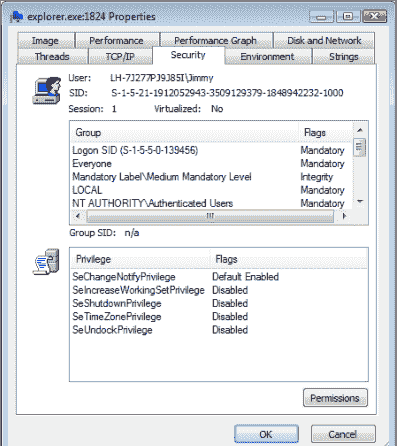 explorer.exe:1824 Properties
Image Performance Performance Graph Disk and Network
Threads TCP/IP Security Environment Strings
User: LH-7J277PJ9J85I\Jimmy
SID: S-1-5-21-1912052943-3509129379-1848942232-1000
Session: 1 Virtualized: No
Group Flags
Logon SID (S-1-5-5-0-139456) Mandatory
Everyone Mandatory
Mandatory Label\Medium Mandatory Level Integrity
LOCAL Mandatory
NT AUTHORITY\Authenticated Users Mandatory
Group SID: n/a
Privilege Flags
SeChangeNotifyPrivilege Default Enabled
SeIncreaseWorkingSetPrivilege Disabled
SeShutdownPrivilege Disabled
SeTimeZonePrivilege Disabled
SeUndockPrivilege Disabled
Permissions
OK Cancel